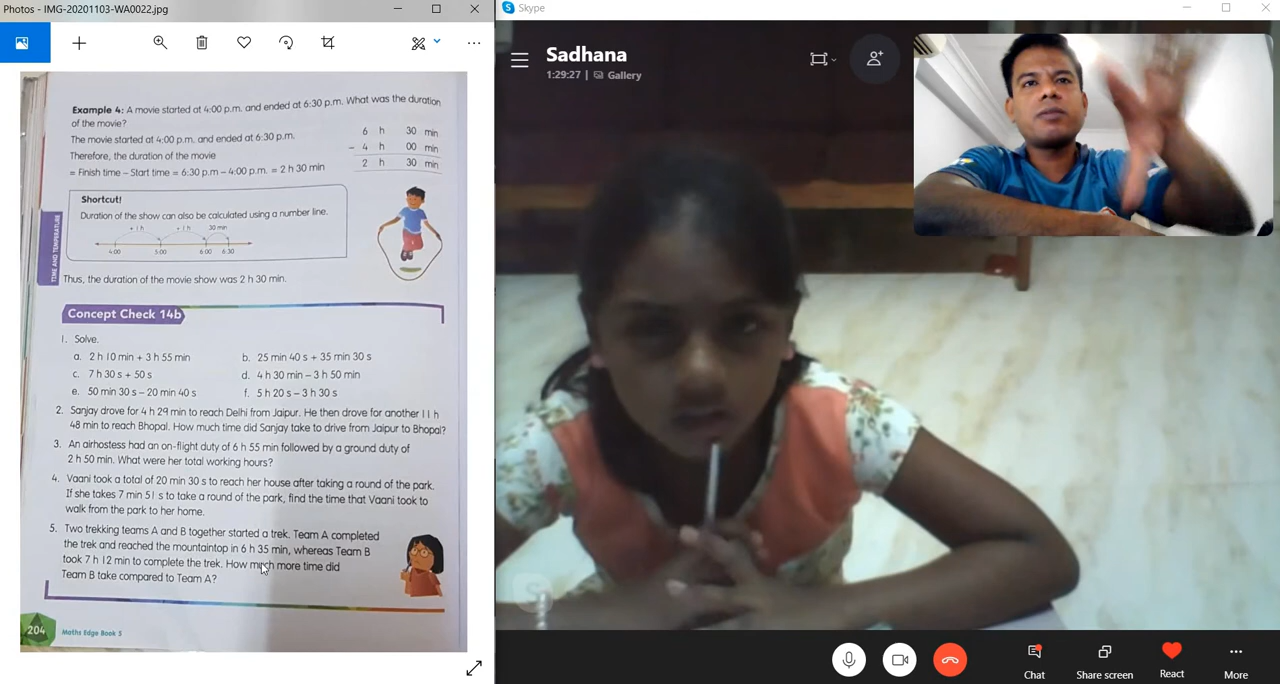 Photos - IMG-20201103-WA0022.jpg
Example 4: A movie started at 4:00 p.m. and ended at 6:30 p.m. What was the duration
of the movie?
The movie started at 4:00 p.m. and ended at 6:30 p.m.
Therefore, the duration of the movie
= Finish time – Start time = 6:30 p.m – 4:00 p.m. = 2 h 30 min
6 h 30 min
– 4 h 00 min
2 h 30 min
Shortcut!
Duration of the show can also be calculated using a number line.
+ 1 h + 1 h 30 min
4:00 5:00 6:00 6:30
TIME AND TEMPERATURE
Thus, the duration of the movie show was 2 h 30 min.
Concept Check 14b
1. Solve.
a. 2 h 10 min + 3 h 55 min b. 25 min 40 s + 35 min 30 s
c. 7 h 30 s + 50 s d. 4 h 30 min – 3 h 50 min
e. 50 min 30 s – 20 min 40 s f. 5 h 20 s – 3 h 30 s
2. Sanjay drove for 4 h 29 min to reach Delhi from Jaipur. He then drove for another 11 h
48 min to reach Bhopal. How much time did Sanjay take to drive from Jaipur to Bhopal?
3. An airhostess had an on-flight duty of 6 h 55 min followed by a ground duty of
2 h 50 min. What were her total working hours?
4. Vaani took a total of 20 min 30 s to reach her house after taking a round of the park.
If she takes 7 min 51 s to take a round of the park, find the time that Vaani took to
walk from the park to her home.
5. Two trekking teams A and B together started a trek. Team A completed
the trek and reached the mountaintop in 6 h 35 min, whereas Team B
took 7 h 12 min to complete the trek. How much more time did
Team B take compared to Team A?
204 Maths Edge Book 5
Skype
Sadhana
1:29:27 | Gallery
Chat
Share screen
React
More